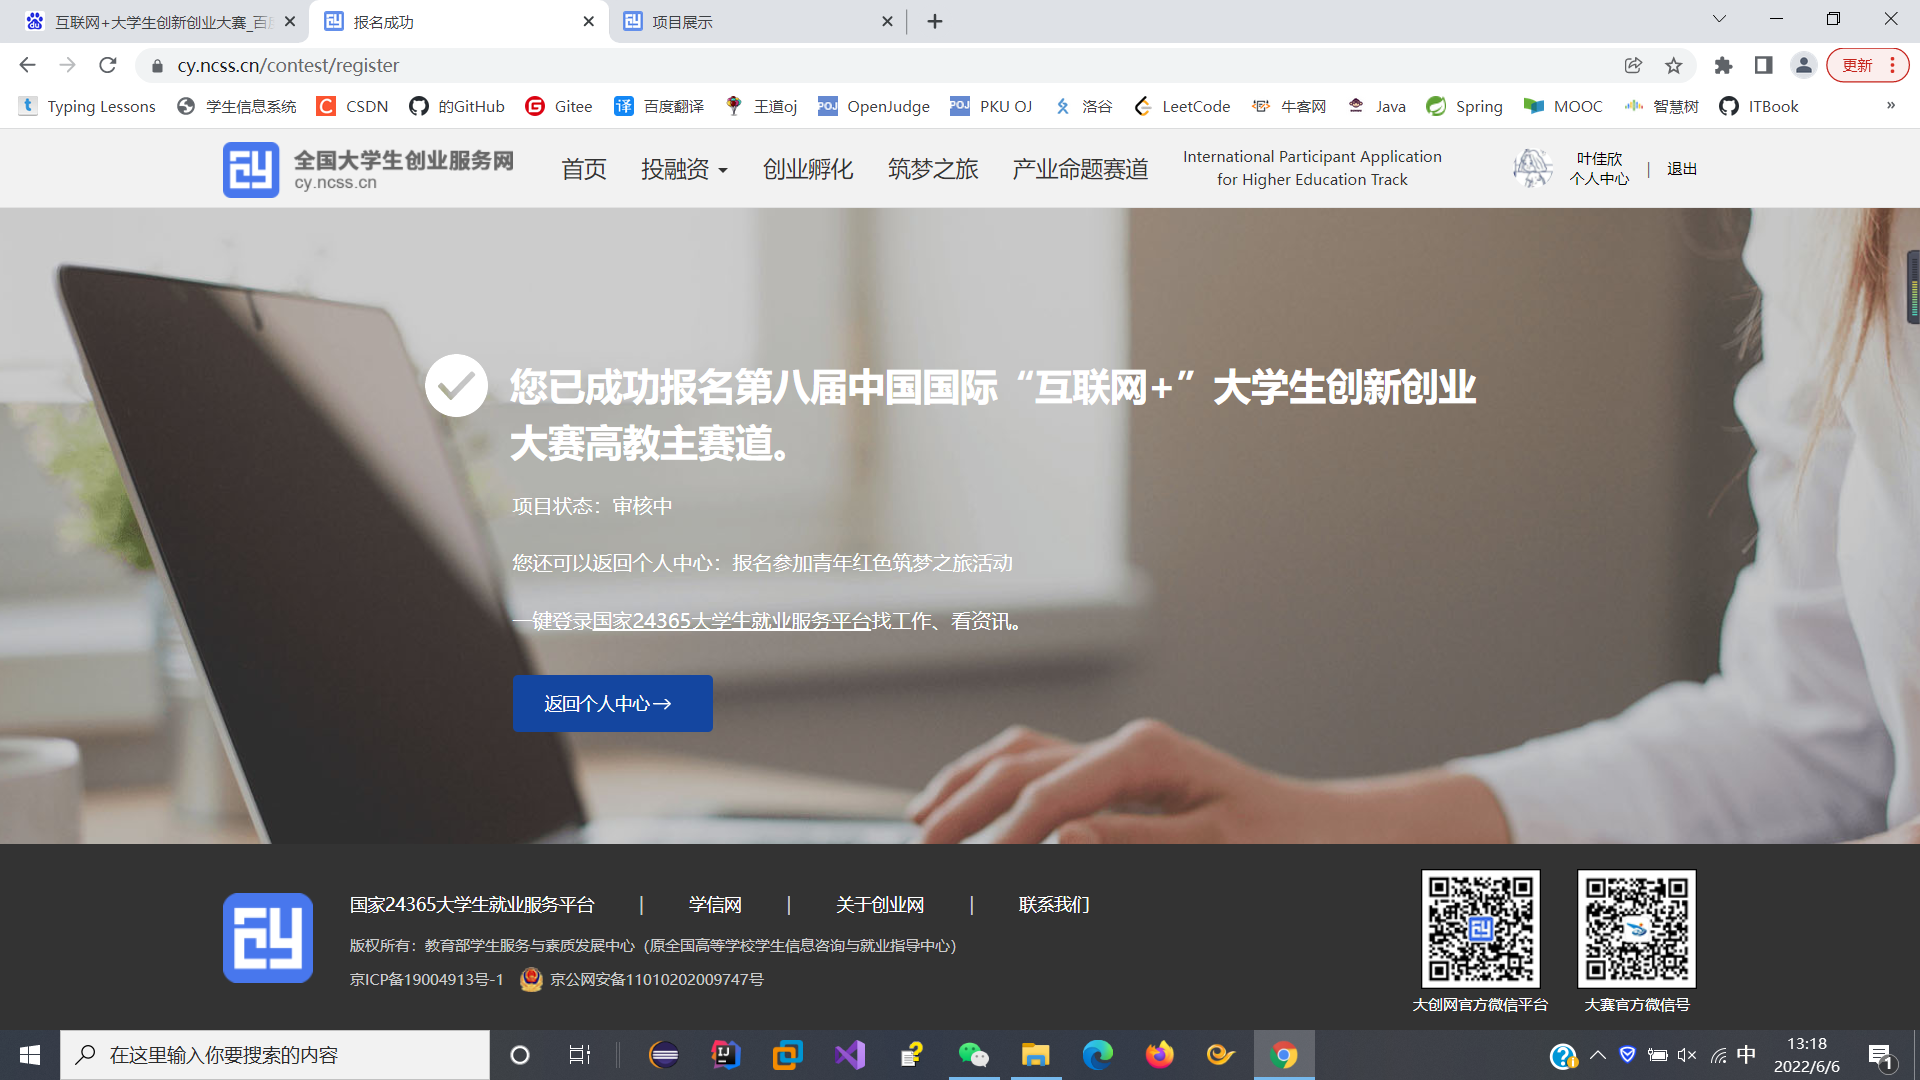 互联网+大学生创新创业大赛_百
报名成功
项目展示
cy.ncss.cn/contest/register
更新
Typing Lessons
学生信息系统
CSDN
的GitHub
Gitee
百度翻译
王道oj
OpenJudge
PKU OJ
洛谷
LeetCode
牛客网
Java
Spring
MOOC
智慧树
ITBook
»
全国大学生创业服务网
cy.ncss.cn
首页
投融资
创业孵化
筑梦之旅
产业命题赛道
International Participant Application
for Higher Education Track
叶佳欣
个人中心
|
退出
您已成功报名第八届中国国际“互联网+”大学生创新创业
大赛高教主赛道。
项目状态：审核中
您还可以返回个人中心：报名参加青年红色筑梦之旅活动
一键登录国家24365大学生就业服务平台找工作、看资讯。
返回个人中心→
国家24365大学生就业服务平台 | 学信网 | 关于创业网 | 联系我们
版权所有：教育部学生服务与素质发展中心（原全国高等学校学生信息咨询与就业指导中心）
京ICP备19004913号-1 京公网安备11010202009747号
大创网官方微信平台
大赛官方微信号
在这里输入你要搜索的内容
中
13:18
2022/6/6
1